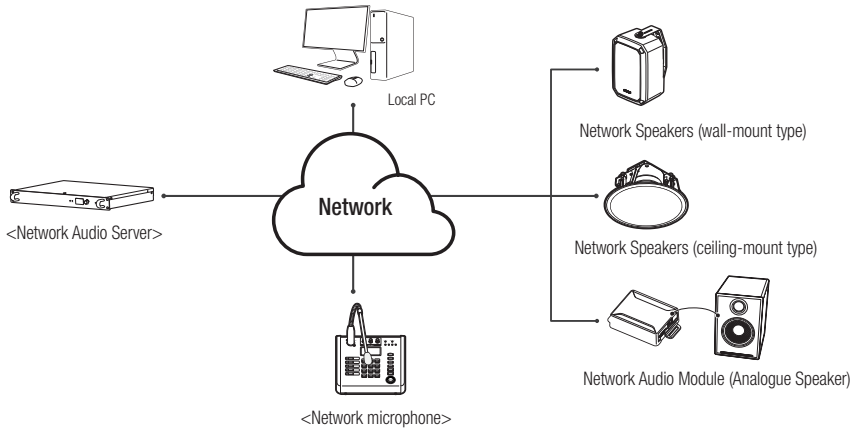 Local PC
Network Speakers (wall-mount type)
Network
<Network Audio Server>
Network Speakers (ceiling-mount type)
Network Audio Module (Analogue Speaker)
<Network microphone>